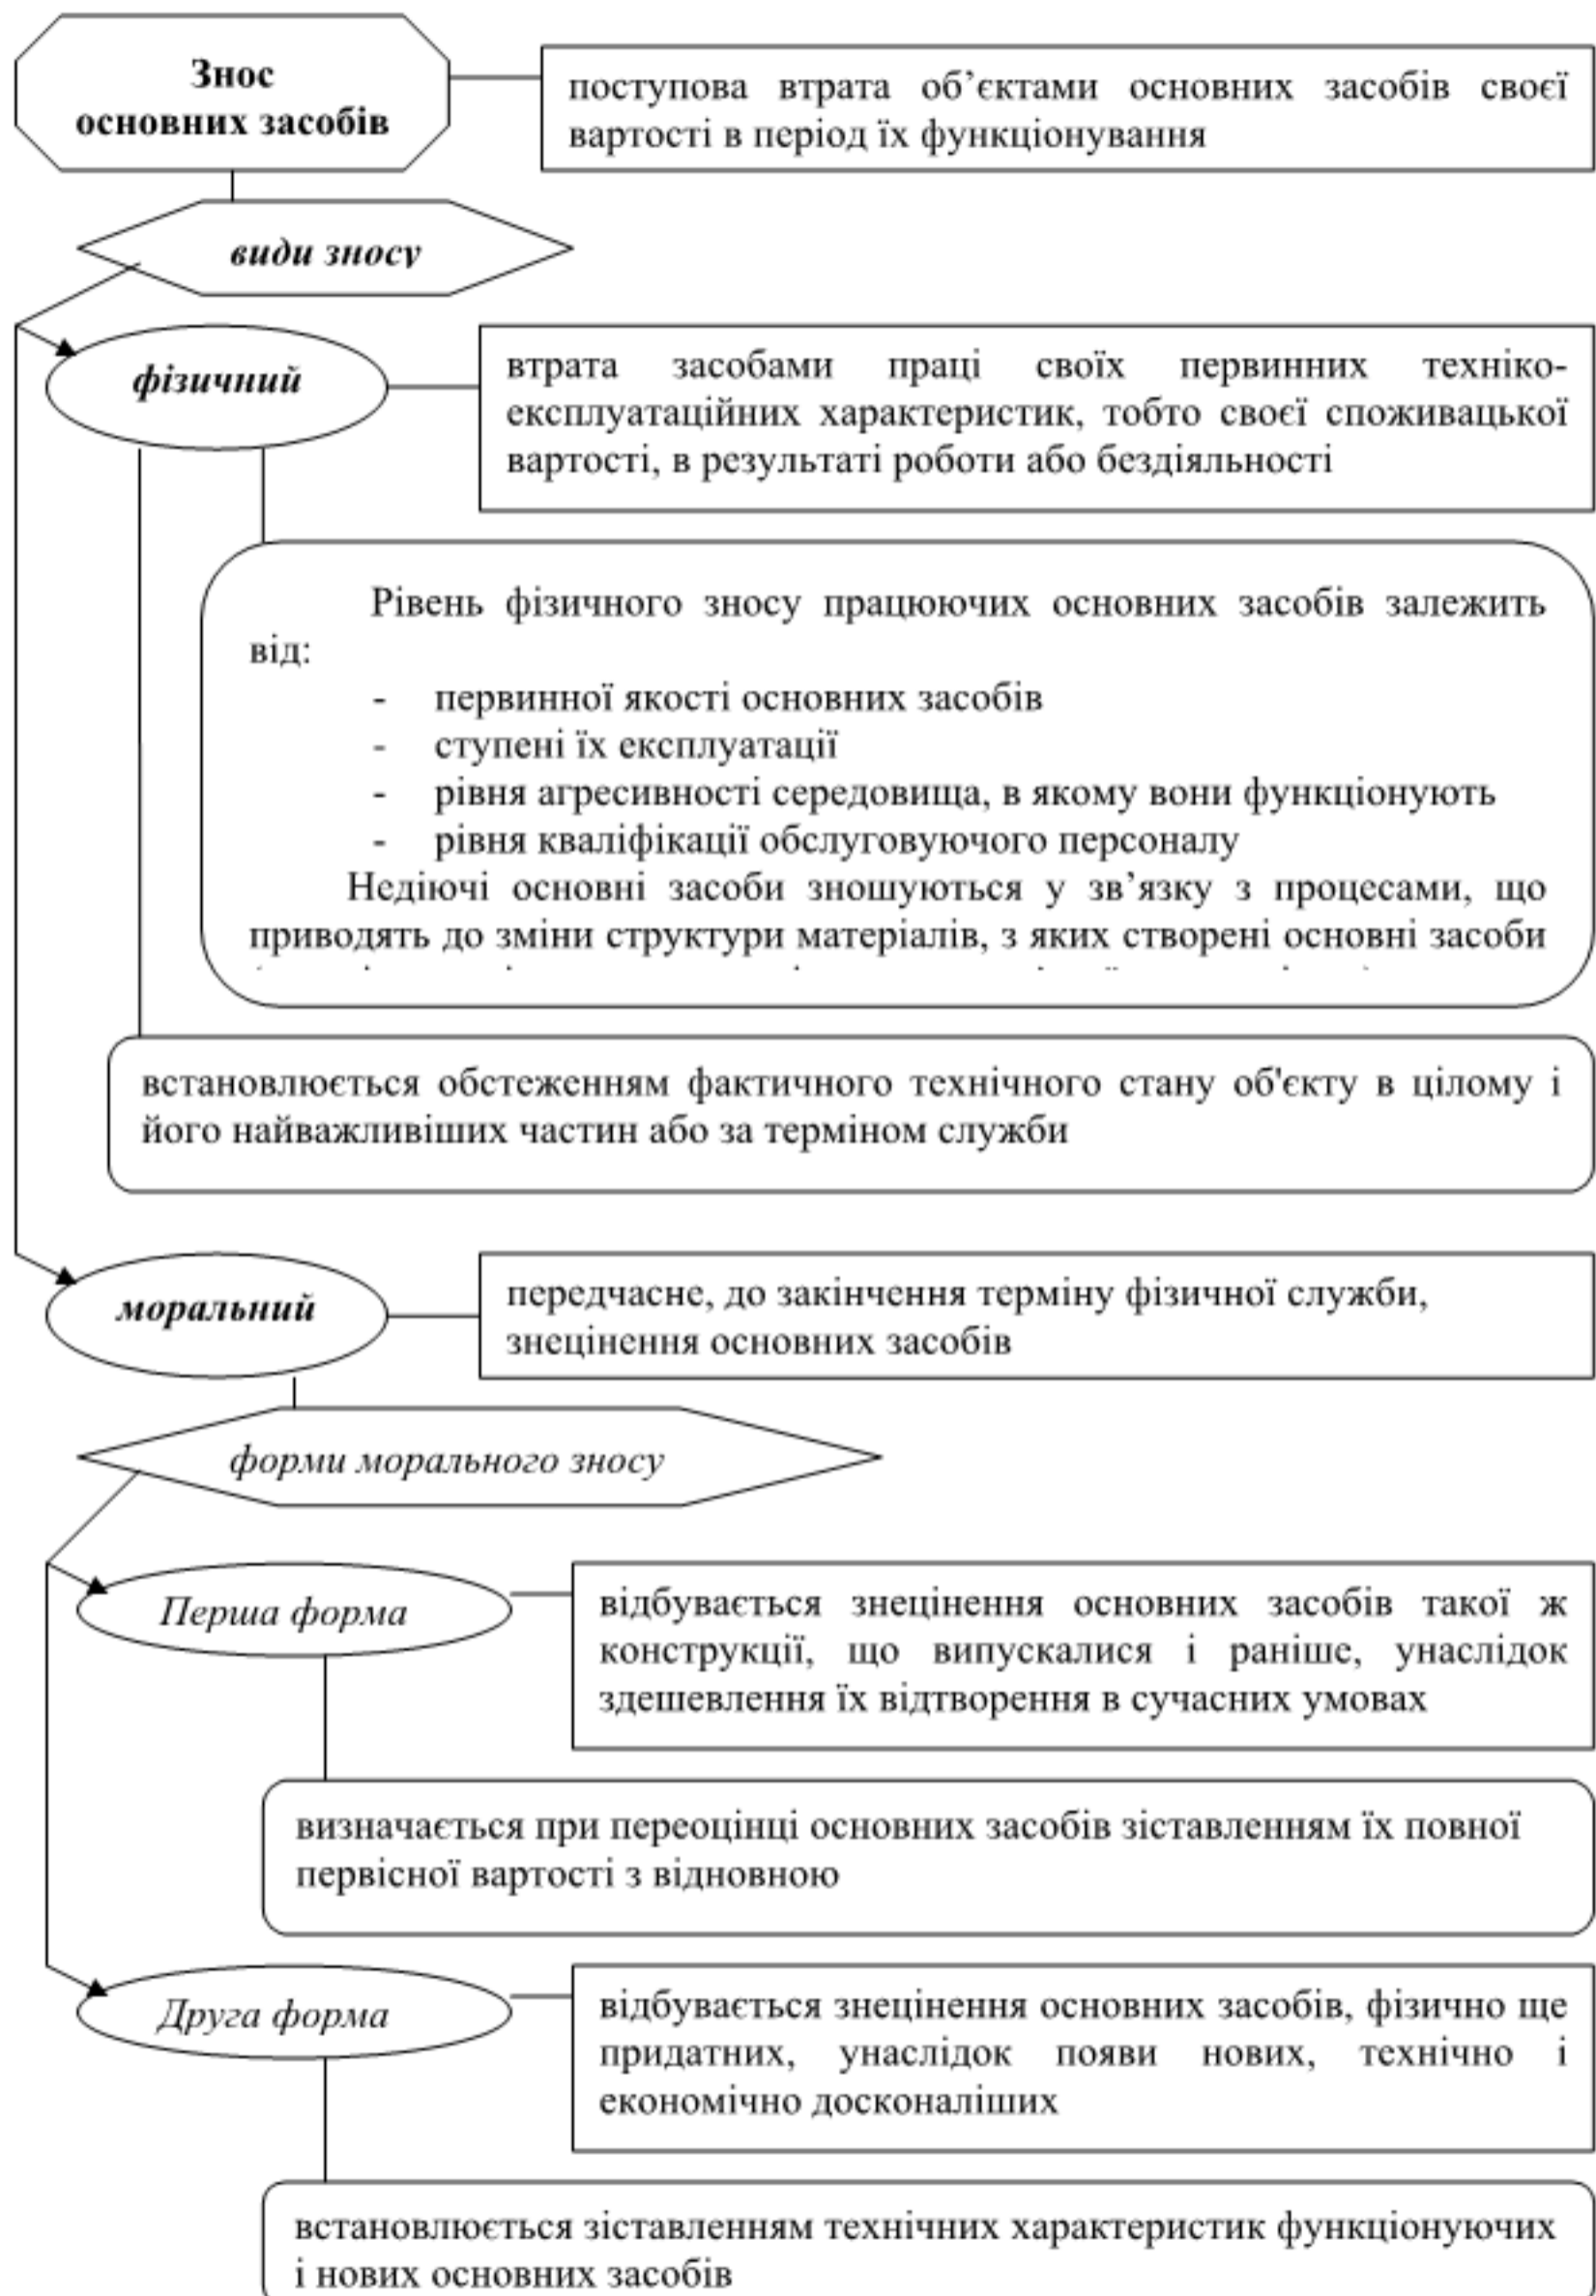 Знос
основних засобів
поступова втрата об’єктами основних засобів своєї
вартості в період їх функціонування
види зносу
фізичний
втрата засобами праці своїх первинних техніко-
експлуатаційних характеристик, тобто своєї споживацької
вартості, в результаті роботи або бездіяльності
Рівень фізичного зносу працюючих основних засобів залежить
від:
- первинної якості основних засобів
- ступені їх експлуатації
- рівня агресивності середовища, в якому вони функціонують
- рівня кваліфікації обслуговуючого персоналу
Недіючі основні засоби зношуються у зв’язку з процесами, що
приводять до зміни структури матеріалів, з яких створені основні засоби
встановлюється обстеженням фактичного технічного стану об'єкту в цілому і
його найважливіших частин або за терміном служби
моральний
передчасне, до закінчення терміну фізичної служби,
знецінення основних засобів
форми морального зносу
Перша форма
відбувається знецінення основних засобів такої ж
конструкції, що випускалися і раніше, унаслідок
здешевлення їх відтворення в сучасних умовах
визначається при переоцінці основних засобів зіставленням їх повної
первісної вартості з відновною
Друга форма
відбувається знецінення основних засобів, фізично ще
придатних, унаслідок появи нових, технічно і
економічно досконаліших
встановлюється зіставленням технічних характеристик функціонуючих
і нових основних засобів